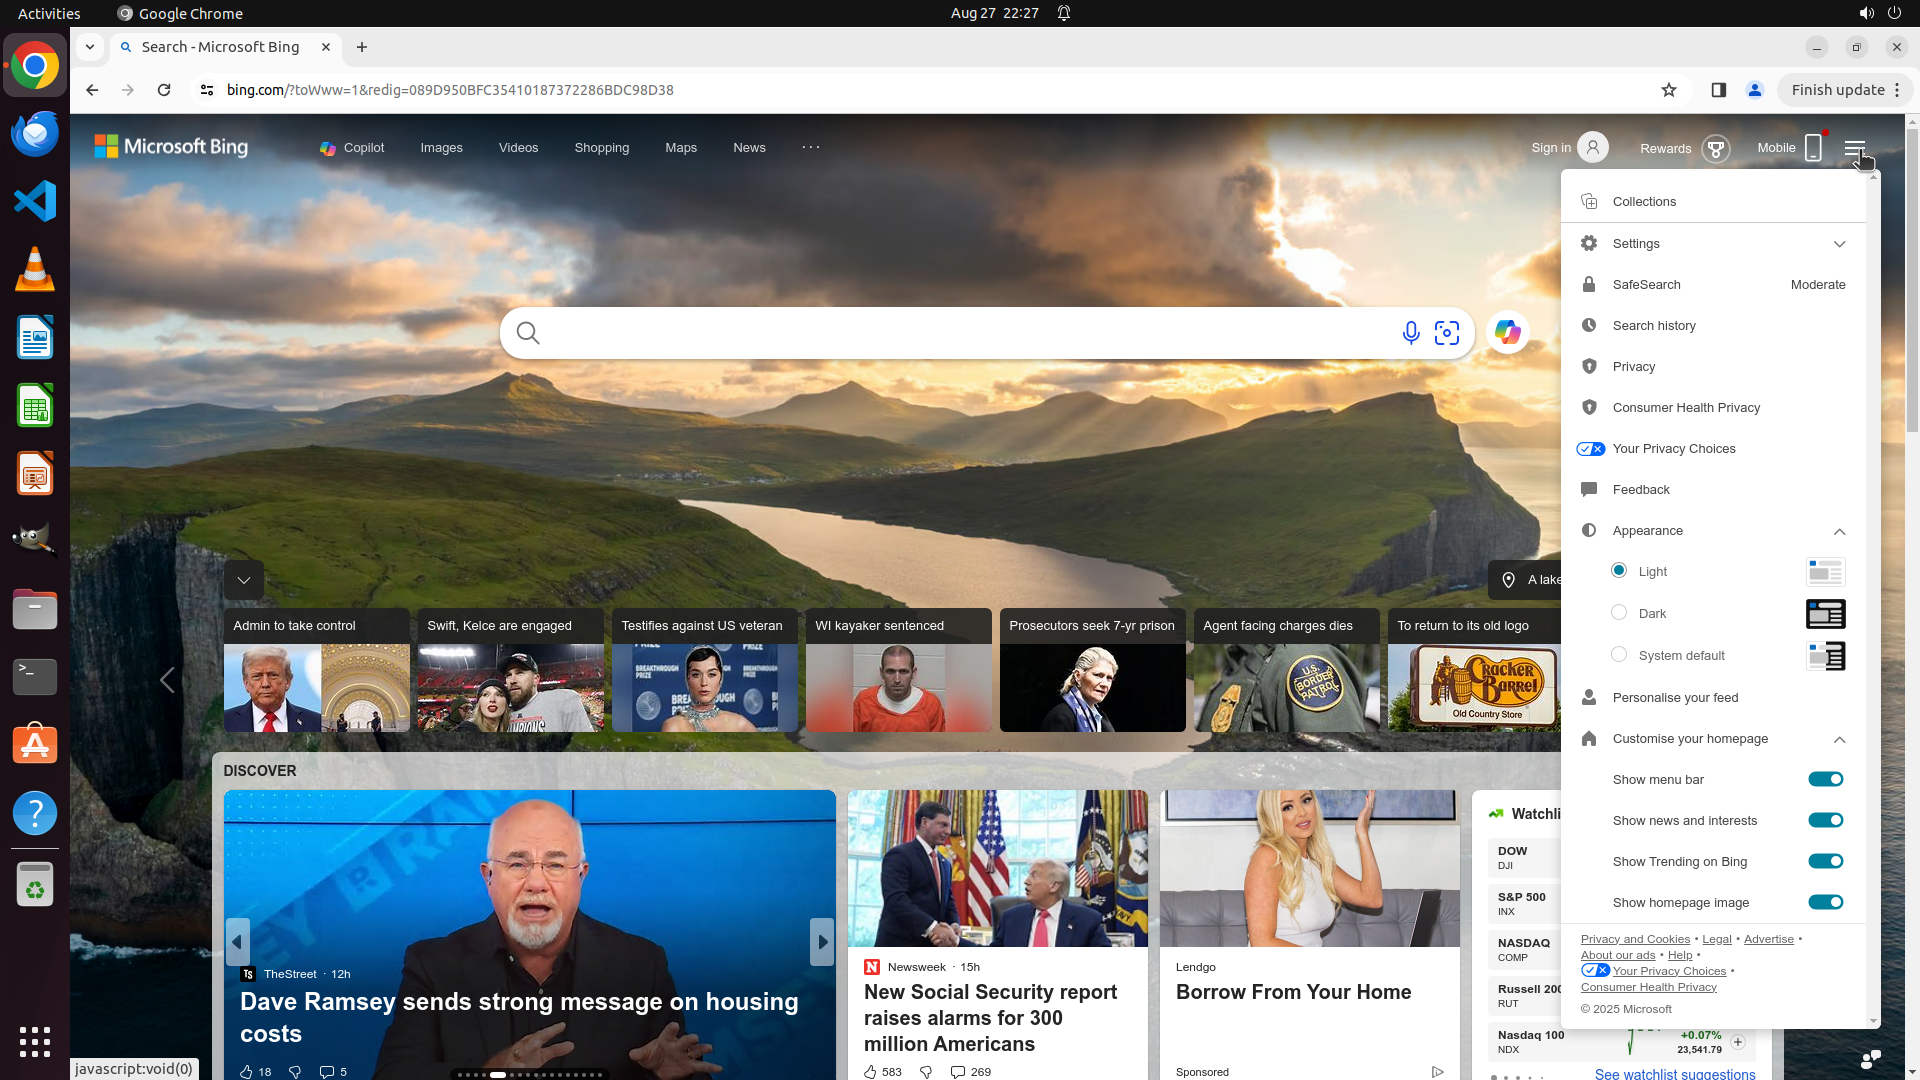 Activities
Google Chrome
Aug 27 22:27
Search - Microsoft Bing
bing.com/?toWww=1&redig=089D950BFC35410187372286BDC98D38
Finish update
Microsoft Bing
Copilot
Images
Videos
Shopping
Maps
News
Sign in
Rewards
Mobile
Collections
Settings
SafeSearch
Moderate
Search history
Privacy
Consumer Health Privacy
Your Privacy Choices
Feedback
Appearance
Light
Dark
System default
Personalise your feed
Customise your homepage
Show menu bar
Show news and interests
Show Trending on Bing
Show homepage image
Privacy and Cookies • Legal • Advertise •
About our ads • Help •
Your Privacy Choices •
Consumer Health Privacy
© 2025 Microsoft
A lake
Admin to take control
Swift, Kelce are engaged
Testifies against US veteran
WI kayaker sentenced
Prosecutors seek 7-yr prison
Agent facing charges dies
To return to its old logo
U.S.
BORDER
PATROL
CRACKER
Barrel
Old Country Store
DISCOVER
TheStreet · 12h
Dave Ramsey sends strong message on housing
costs
18
5
Newsweek · 15h
New Social Security report
raises alarms for 300
million Americans
583
269
Lendgo
Borrow From Your Home
Sponsored
Watchli
DOW
DJI
S&P 500
INX
NASDAQ
COMP
Russell 200
RUT
Nasdaq 100
NDX
+0.07%
23,541.79
See watchlist suggestions
javascript:void(0)